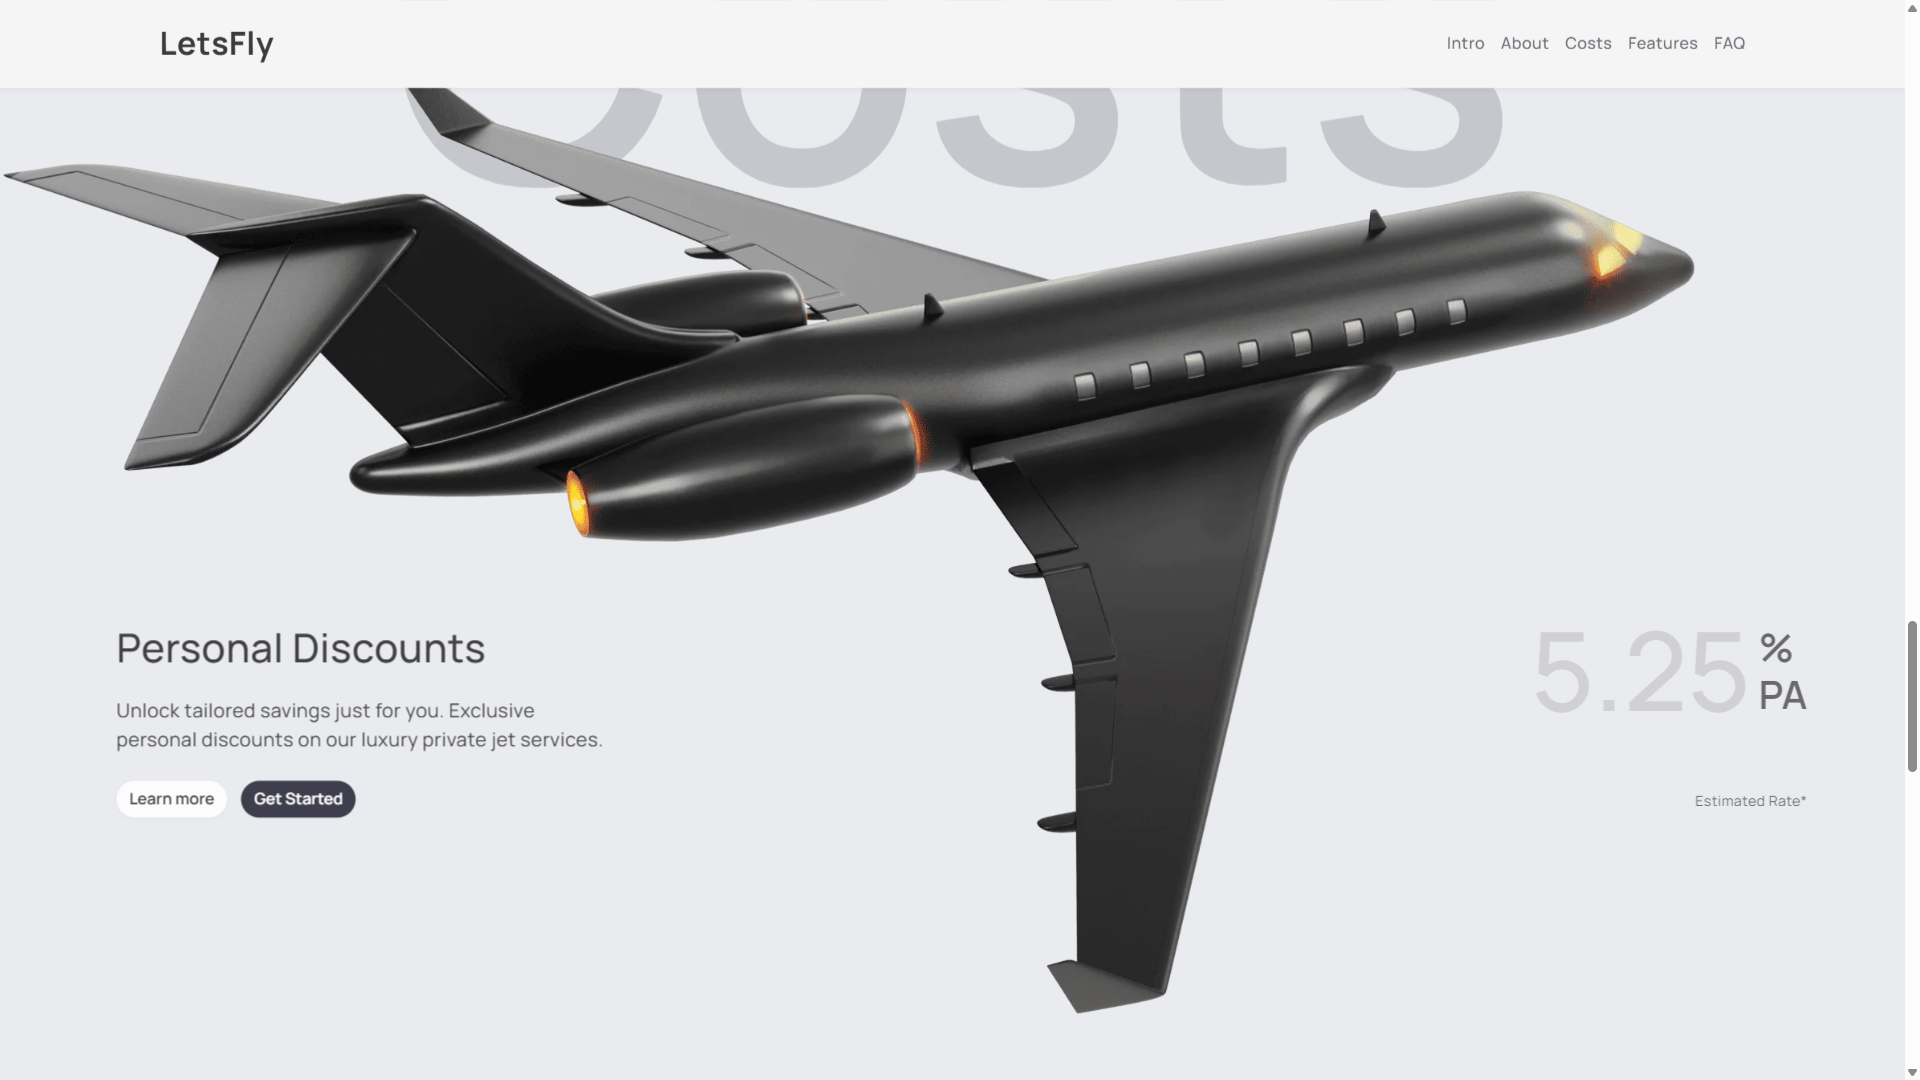 LetsFly
Intro About Costs Features FAQ
Costs
Personal Discounts
Unlock tailored savings just for you. Exclusive
personal discounts on our luxury private jet services.
Learn more Get Started
5.25 % PA
Estimated Rate*